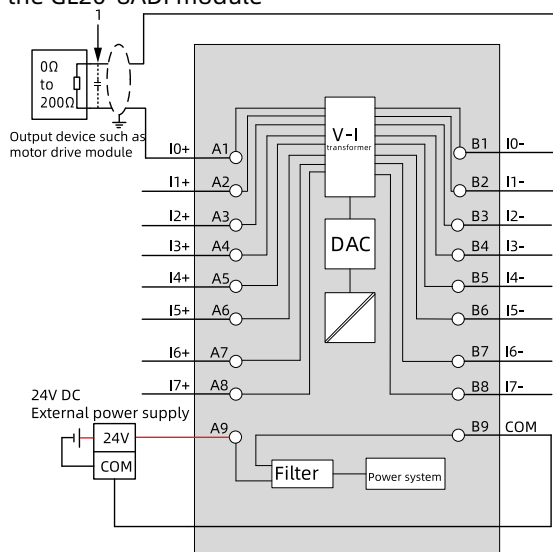 the GL20-8ADI module
1
0Ω
to
200Ω
Output device such as
motor drive module
V-I
transformer
DAC
I0+ A1
I1+ A2
I2+ A3
I3+ A4
I4+ A5
I5+ A6
I6+ A7
I7+ A8
B1 I0-
B2 I1-
B3 I2-
B4 I3-
B5 I4-
B6 I5-
B7 I6-
B8 I7-
24V DC
External power supply
24V
COM
A9
B9 COM
Filter
Power system